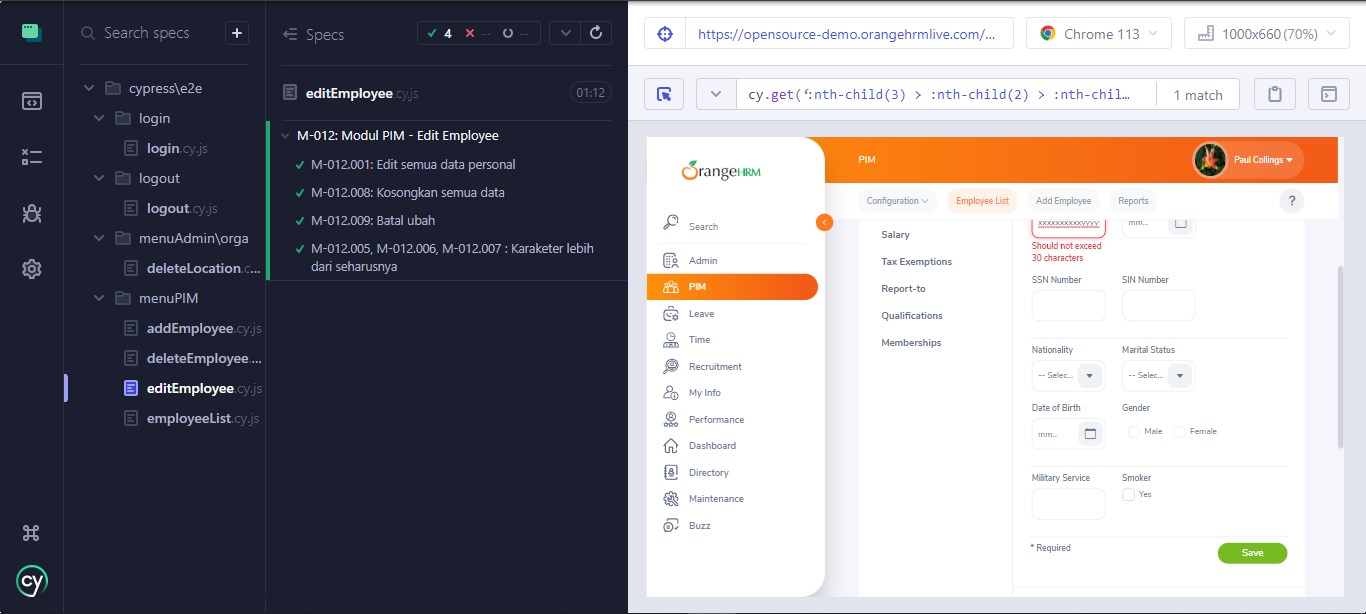 Search specs
+
cypress\e2e
login
login.cy.js
logout
logout.cy.js
menuAdmin\orga
deleteLocation.c...
menuPIM
addEmployee.cy.js
deleteEmployee....
editEmployee.cy.js
employeeList.cy.js
cy
Specs
4 -- --
editEmployee.cy.js 01:12
M-012: Modul PIM - Edit Employee
M-012.001: Edit semua data personal
M-012.008: Kosongkan semua data
M-012.009: Batal ubah
M-012.005, M-012.006, M-012.007 : Karaketer lebih
dari seharusnya
https://opensource-demo.orangehrmlive.com/...
Chrome 113
1000x660 (70%)
cy.get(‘:nth-child(3) > :nth-child(2) > :nth-chil…
1 match
OrangeHRM
Search
Admin
PIM
Leave
Time
Recruitment
My Info
Performance
Dashboard
Directory
Maintenance
Buzz
PIM
Paul Collings
Configuration
Employee List
Add Employee
Reports
?
Salary
Tax Exemptions
Report-to
Qualifications
Memberships
mm...
Should not exceed
30 characters
SSN Number
SIN Number
Nationality
Marital Status
-- Selec...
-- Selec...
Date of Birth
Gender
mm...
Male
Female
Military Service
Smoker
Yes
* Required
Save